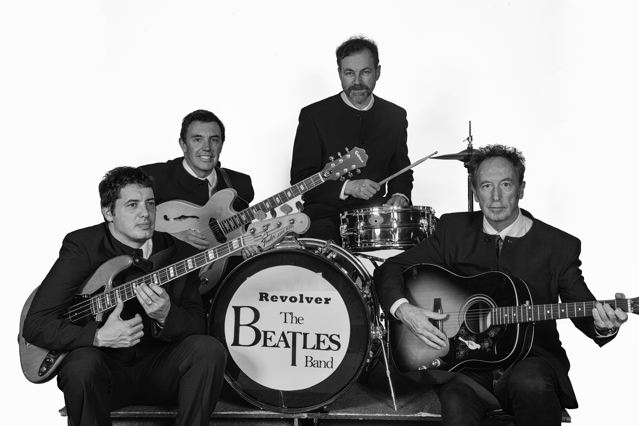 Revolver
The
BEATLES
Band